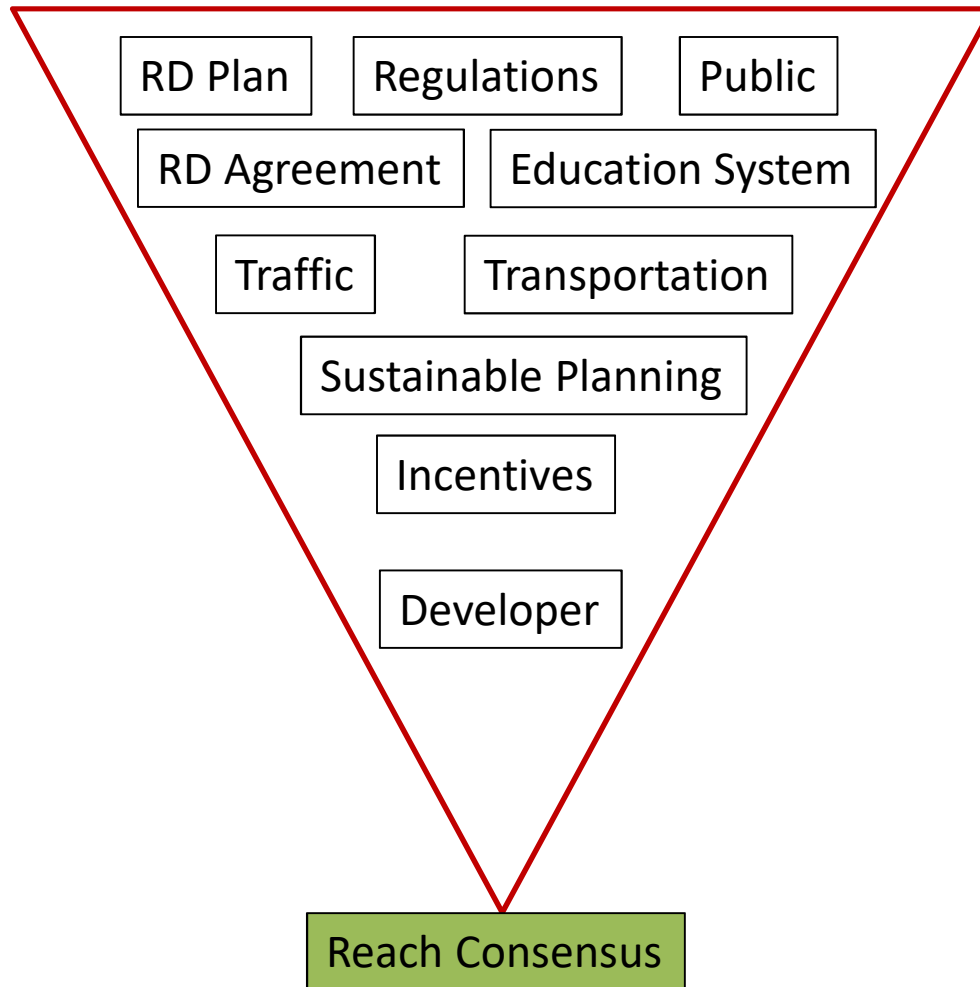 RD Plan
Regulations
Public
RD Agreement
Education System
Traffic
Transportation
Sustainable Planning
Incentives
Developer
Reach Consensus